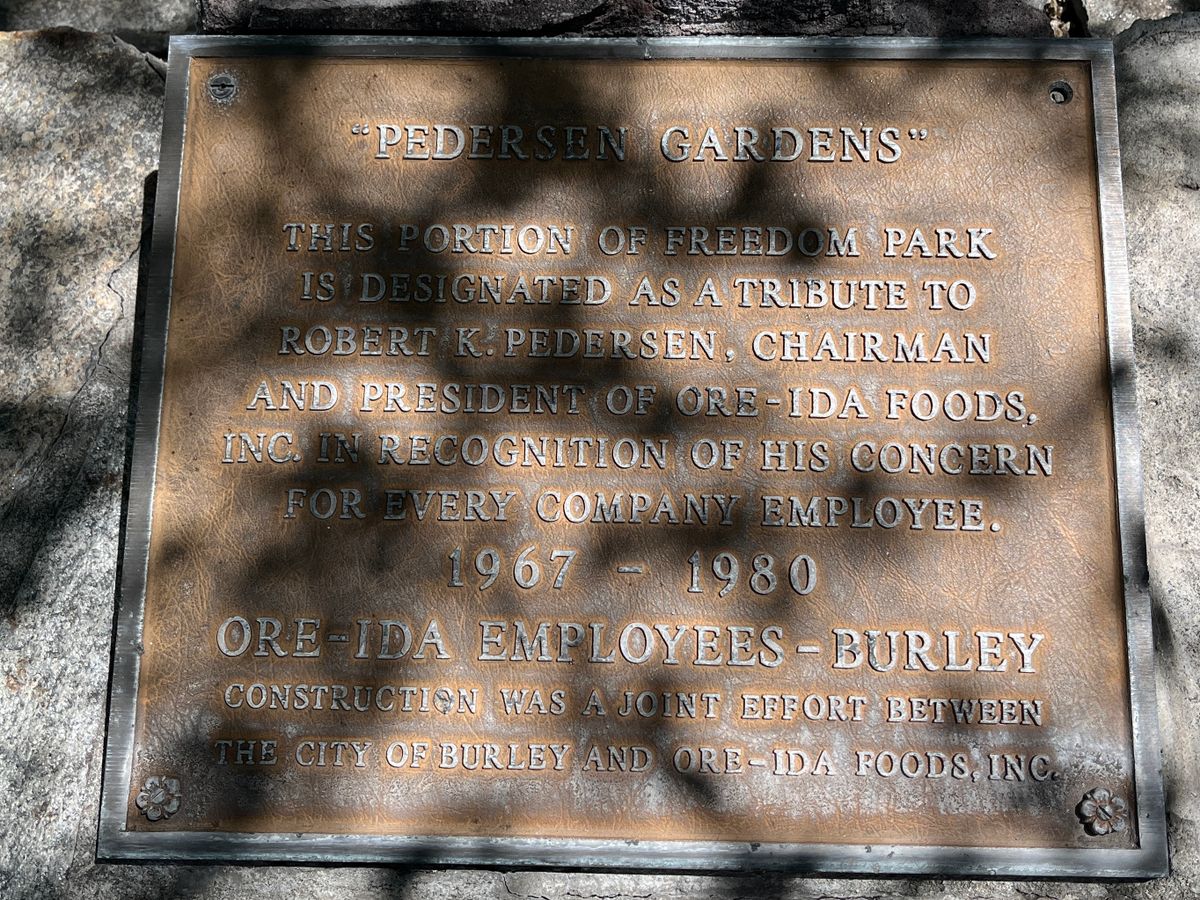 "PEDERSEN GARDENS"
THIS PORTION OF FREEDOM PARK
IS DESIGNATED AS A TRIBUTE TO
ROBERT K. PEDERSEN, CHAIRMAN
AND PRESIDENT OF ORE-IDA FOODS,
INC. IN RECOGNITION OF HIS CONCERN
FOR EVERY COMPANY EMPLOYEE.
1967 - 1980
ORE-IDA EMPLOYEES-BURLEY
CONSTRUCTION WAS A JOINT EFFORT BETWEEN
THE CITY OF BURLEY AND ORE-IDA FOODS, INC.